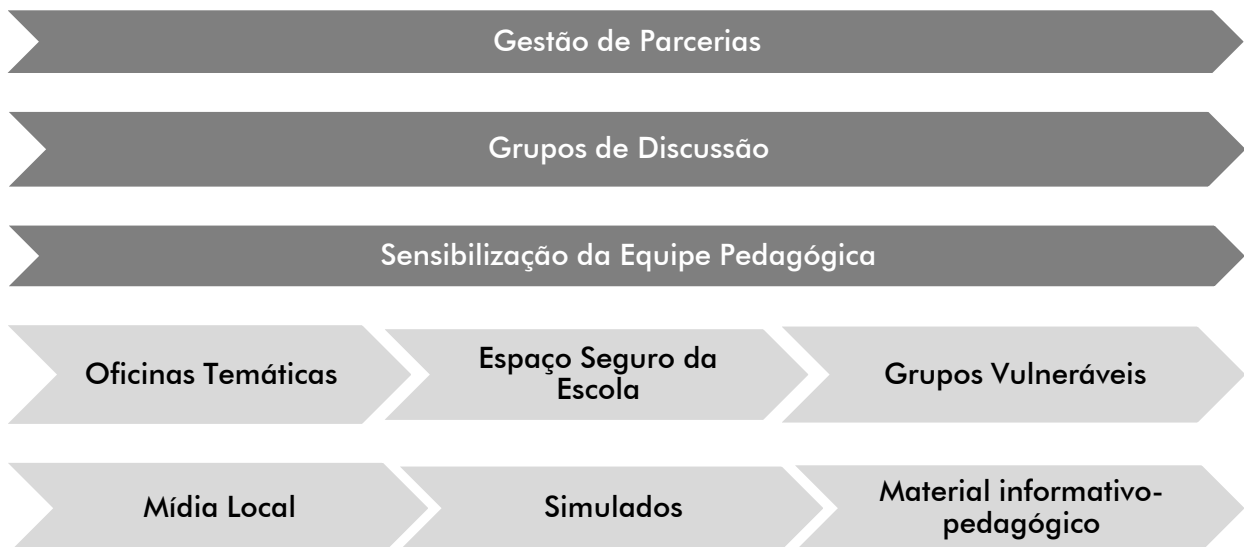 Gestão de Parcerias
Grupos de Discussão
Sensibilização da Equipe Pedagógica
Oficinas Temáticas
Espaço Seguro da
Escola
Grupos Vulneráveis
Mídia Local
Simulados
Material informativo-
pedagógico